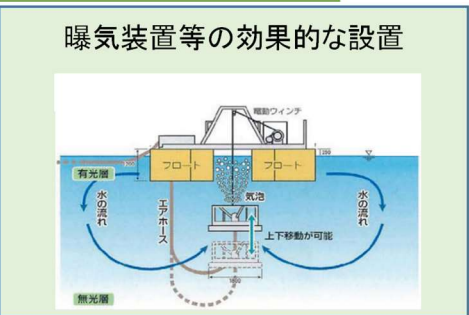 曝気装置等の効果的な設置
電動ウィンチ
フロート
フロート
有光層
気泡
水の流れ
エアホース
水の流れ
上下移動が可能
無光層